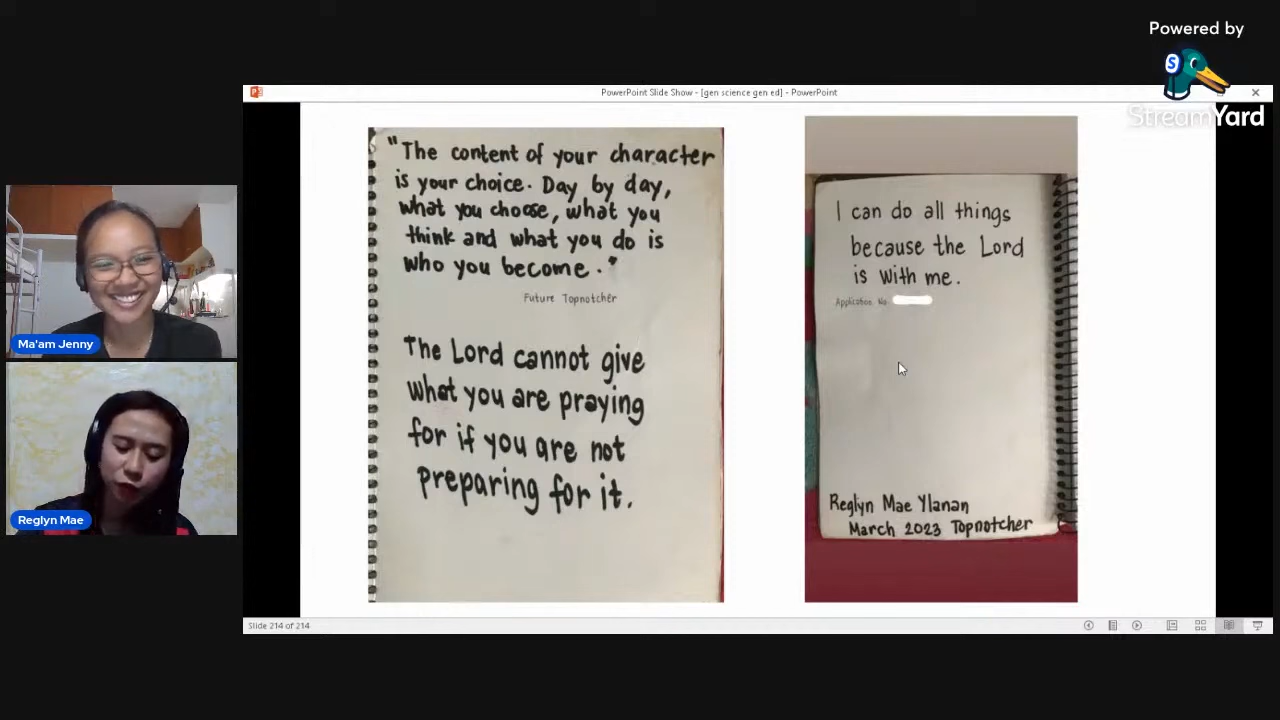 Powered by
S
StreamYard
PowerPoint Slide Show - [gen science gen ed] - PowerPoint
"The content of your character
is your choice. Day by day,
what you choose, what you
think and what you do is
who you become."
Future Topnotcher
The Lord cannot give
what you are praying
for if you are not
preparing for it.
I can do all things
because the Lord
is with me.
Application No.
Reglyn Mae Ylanan
March 2023 Topnotcher
Ma'am Jenny
Reglyn Mae
Slide 214 of 214